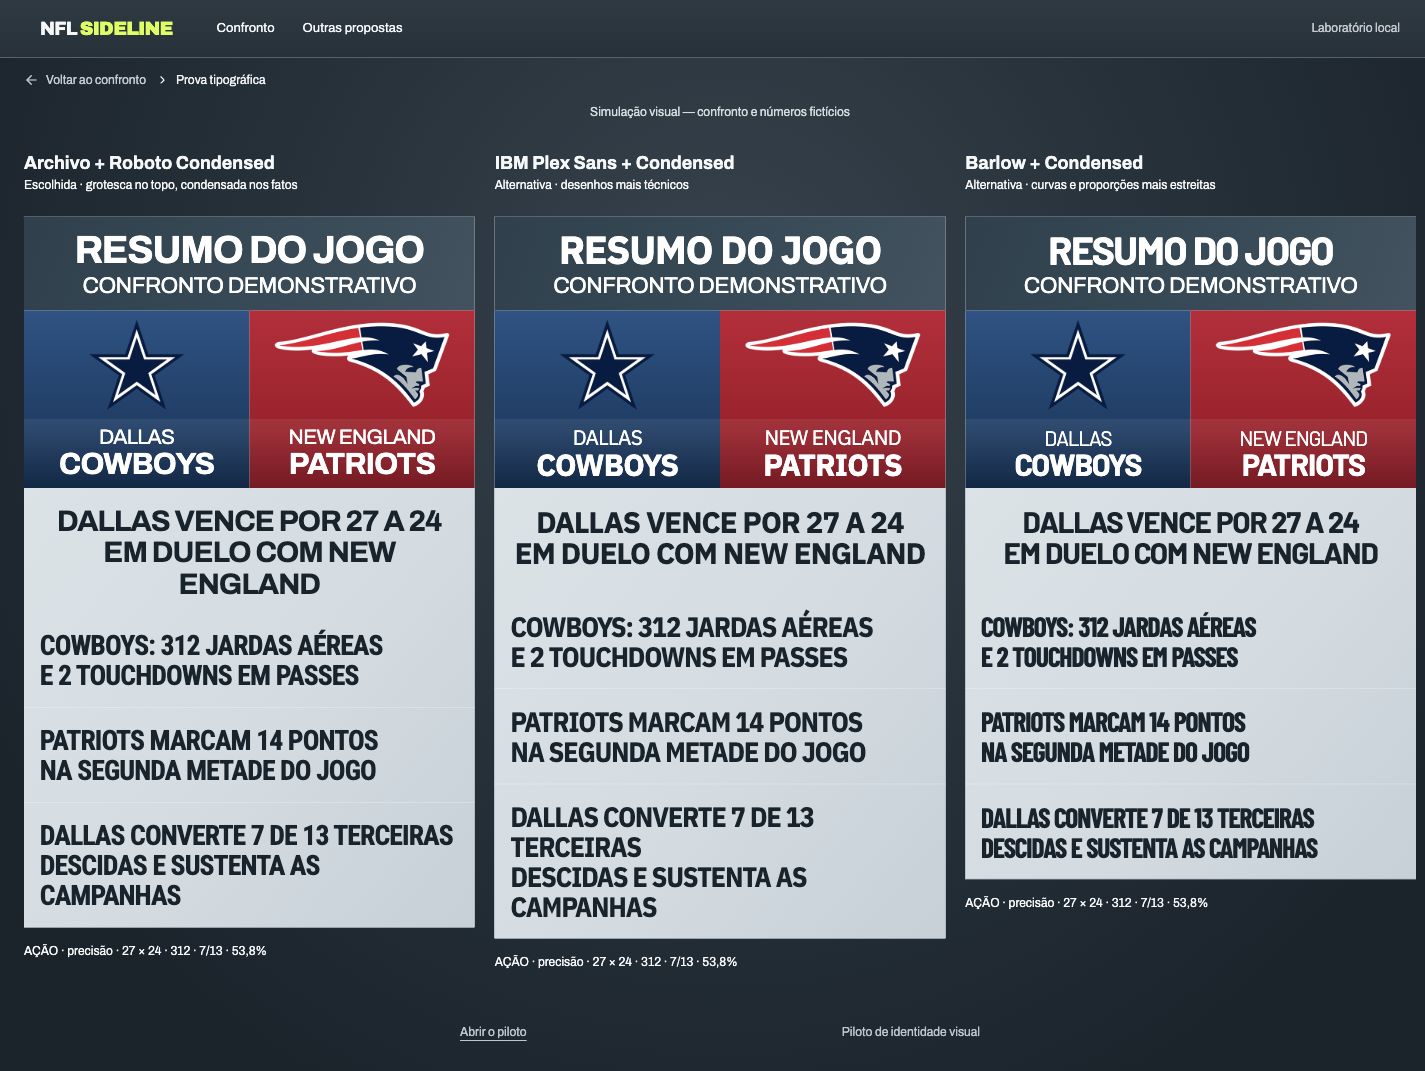 NFL SIDELINE
Confronto
Outras propostas
Laboratório local
Voltar ao confronto
Prova tipográfica
Simulação visual — confronto e números fictícios
Archivo + Roboto Condensed
Escolhida · grotesca no topo, condensada nos fatos
RESUMO DO JOGO
CONFRONTO DEMONSTRATIVO
DALLAS
COWBOYS
NEW ENGLAND
PATRIOTS
DALLAS VENCE POR 27 A 24
EM DUELO COM NEW
ENGLAND
COWBOYS: 312 JARDAS AÉREAS
E 2 TOUCHDOWNS EM PASSES
PATRIOTS MARCAM 14 PONTOS
NA SEGUNDA METADE DO JOGO
DALLAS CONVERTE 7 DE 13 TERCEIRAS
DESCIDAS E SUSTENTA AS
CAMPANHAS
AÇÃO · precisão · 27 × 24 · 312 · 7/13 · 53,8%
IBM Plex Sans + Condensed
Alternativa · desenhos mais técnicos
RESUMO DO JOGO
CONFRONTO DEMONSTRATIVO
DALLAS
COWBOYS
NEW ENGLAND
PATRIOTS
DALLAS VENCE POR 27 A 24
EM DUELO COM NEW ENGLAND
COWBOYS: 312 JARDAS AÉREAS
E 2 TOUCHDOWNS EM PASSES
PATRIOTS MARCAM 14 PONTOS
NA SEGUNDA METADE DO JOGO
DALLAS CONVERTE 7 DE 13
TERCEIRAS
DESCIDAS E SUSTENTA AS
CAMPANHAS
AÇÃO · precisão · 27 × 24 · 312 · 7/13 · 53,8%
Barlow + Condensed
Alternativa · curvas e proporções mais estreitas
RESUMO DO JOGO
CONFRONTO DEMONSTRATIVO
DALLAS
COWBOYS
NEW ENGLAND
PATRIOTS
DALLAS VENCE POR 27 A 24
EM DUELO COM NEW ENGLAND
COWBOYS: 312 JARDAS AÉREAS
E 2 TOUCHDOWNS EM PASSES
PATRIOTS MARCAM 14 PONTOS
NA SEGUNDA METADE DO JOGO
DALLAS CONVERTE 7 DE 13 TERCEIRAS
DESCIDAS E SUSTENTA AS CAMPANHAS
AÇÃO · precisão · 27 × 24 · 312 · 7/13 · 53,8%
Abrir o piloto
Piloto de identidade visual